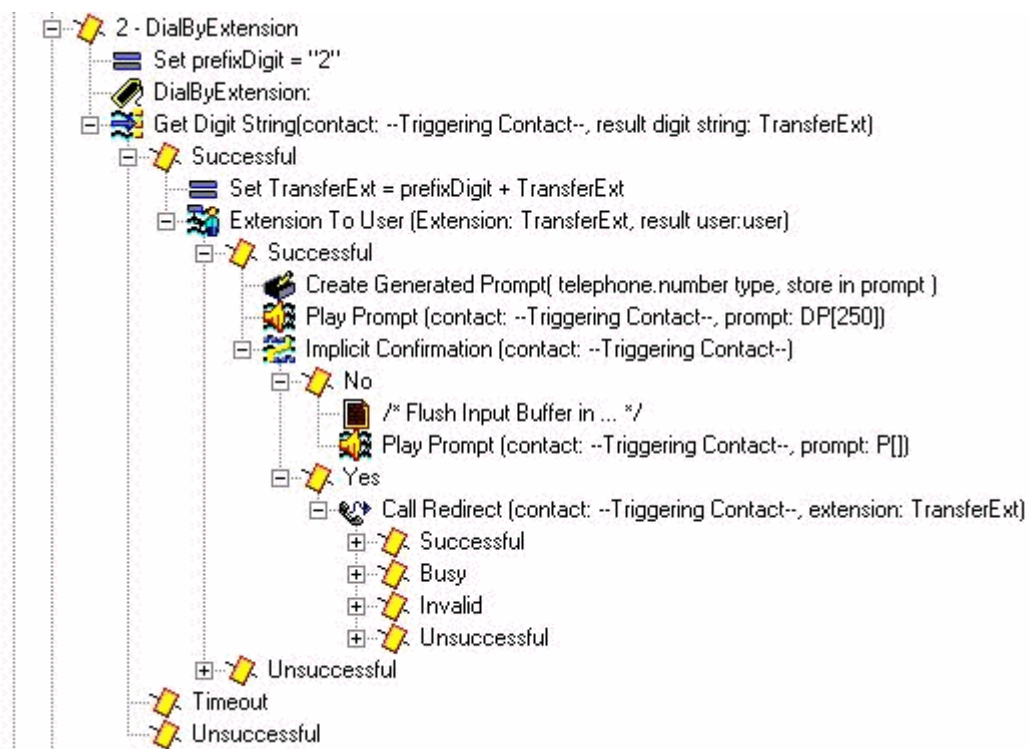 2 - DialByExtension
Set prefixDigit = "2"
DialByExtension:
Get Digit String(contact: --Triggering Contact--, result digit string: TransferExt)
Successful
Set TransferExt = prefixDigit + TransferExt
Extension To User (Extension: TransferExt, result user:user)
Successful
Create Generated Prompt( telephone.number type, store in prompt )
Play Prompt (contact: --Triggering Contact--, prompt: DP[250])
Implicit Confirmation (contact: --Triggering Contact--)
No
/* Flush Input Buffer in ... */
Play Prompt (contact: --Triggering Contact--, prompt: P[])
Yes
Call Redirect (contact: --Triggering Contact--, extension: TransferExt)
Successful
Busy
Invalid
Unsuccessful
Unsuccessful
Timeout
Unsuccessful